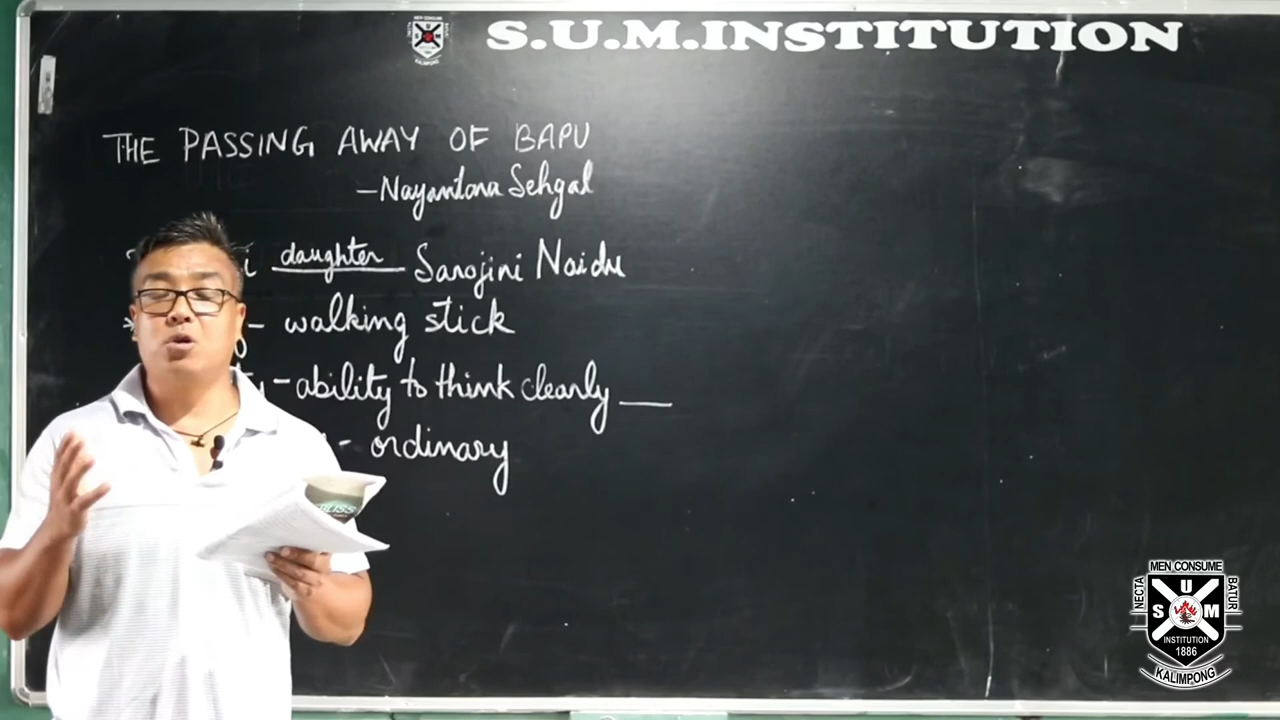 S.U.M.INSTITUTION
THE PASSING AWAY OF BAPU
- Nayantara Sehgal
daughter Sarojini Naidu
- walking stick
- ability to think clearly
- ordinary
BLISS
MEN CONSUME
NECTA
BATUR
S U M
INSTITUTION
1886
KALIMPONG